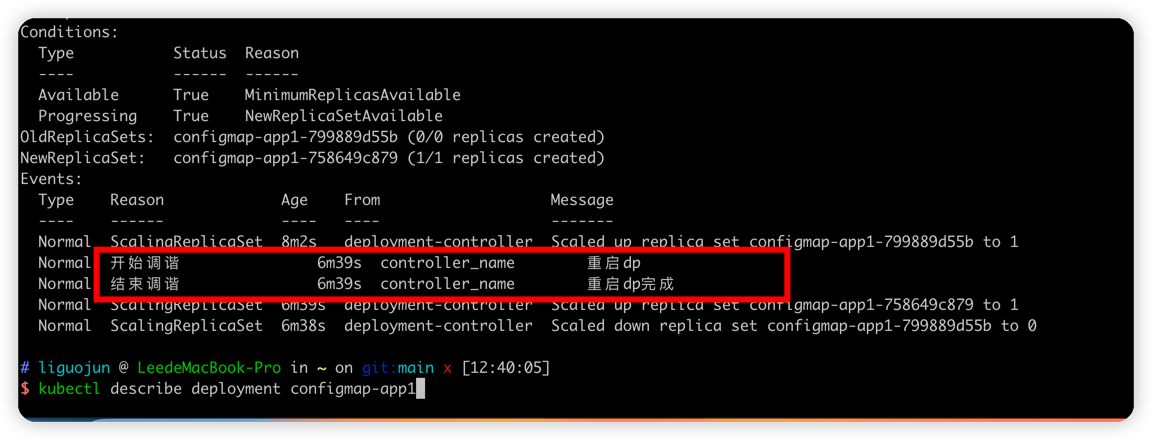 Conditions:
  Type           Status  Reason
  ----           ------  ------
  Available      True    MinimumReplicasAvailable
  Progressing    True    NewReplicaSetAvailable
OldReplicaSets:  configmap-app1-799889d55b (0/0 replicas created)
NewReplicaSet:   configmap-app1-758649c879 (1/1 replicas created)
Events:
  Type    Reason             Age    From                   Message
  ----    ------             ----   ----                   -------
  Normal  ScalingReplicaSet  8m2s   deployment-controller  Scaled up replica set configmap-app1-799889d55b to 1
  Normal  开始调谐               6m39s  controller_name        重启dp
  Normal  结束调谐               6m39s  controller_name        重启dp完成
  Normal  ScalingReplicaSet  6m39s  deployment-controller  Scaled up replica set configmap-app1-758649c879 to 1
  Normal  ScalingReplicaSet  6m38s  deployment-controller  Scaled down replica set configmap-app1-799889d55b to 0
# liguojun @ LeedeMacBook-Pro in ~ on git:main x [12:40:05]
$ kubectl describe deployment configmap-app1